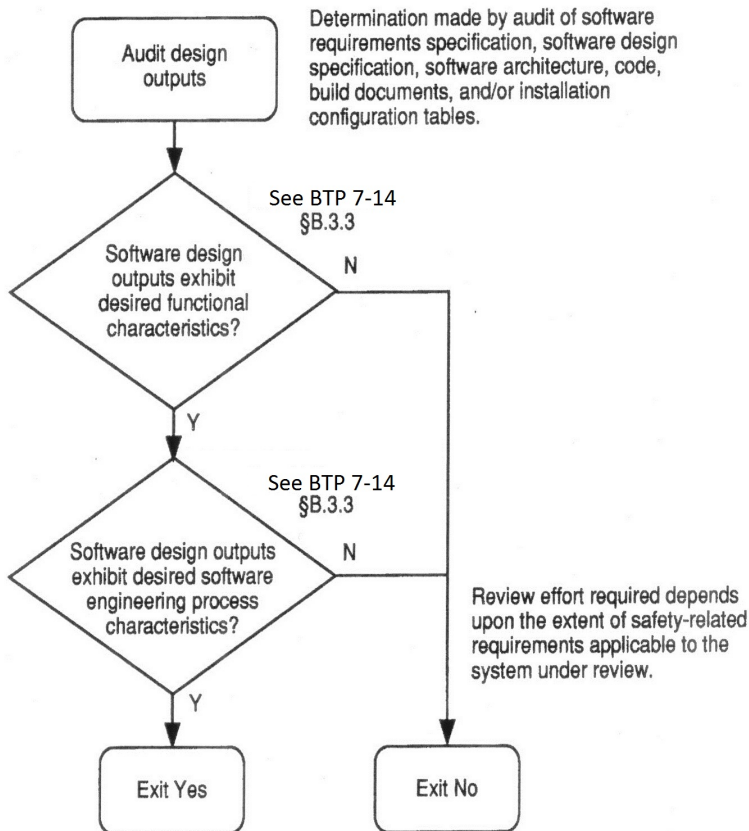 Audit design
outputs
Determination made by audit of software
requirements specification, software design
specification, software architecture, code,
build documents, and/or installation
configuration tables.
See BTP 7-14
§B.3.3
Software design
outputs exhibit
desired functional
characteristics?
N
Y
See BTP 7-14
§B.3.3
Software design outputs
exhibit desired software
engineering process
characteristics?
N
Review effort required depends
upon the extent of safety-related
requirements applicable to the
system under review.
Y
Exit Yes
Exit No